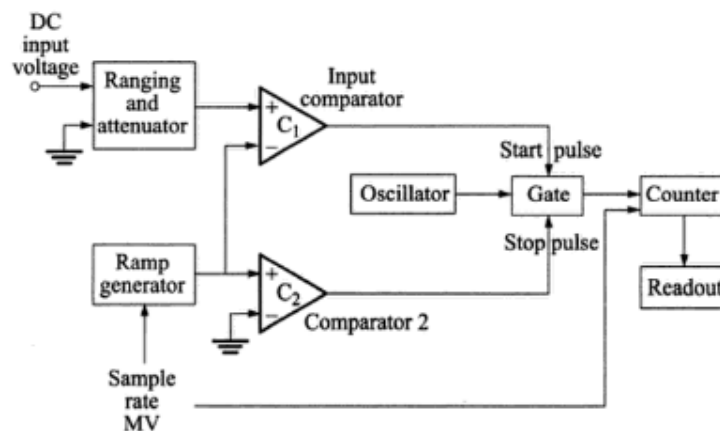 DC
input
voltage
Ranging
and
attenuator
Input
comparator
+
C1
−
Start pulse
Oscillator
Gate
Counter
Stop pulse
Ramp
generator
+
C2
−
Comparator 2
Readout
Sample
rate
MV